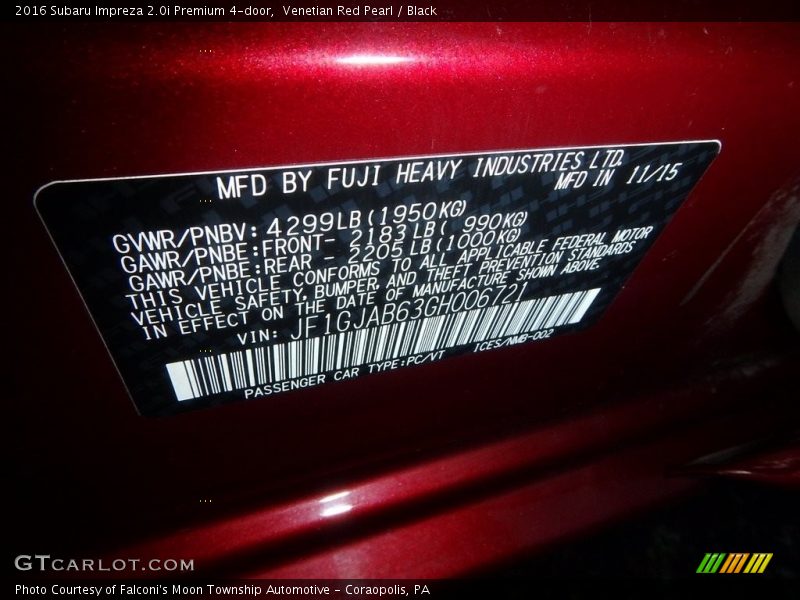 2016 Subaru Impreza 2.0i Premium 4-door, Venetian Red Pearl / Black
MFD BY FUJI HEAVY INDUSTRIES LTD.
MFD IN 11/15
GVWR/PNBV: 4299LB(1950KG)
GAWR/PNBE:FRONT- 2183LB( 990KG)
GAWR/PNBE:REAR - 2205LB(1000KG)
THIS VEHICLE CONFORMS TO ALL APPLICABLE FEDERAL MOTOR
VEHICLE SAFETY, BUMPER, AND THEFT PREVENTION STANDARDS
IN EFFECT ON THE DATE OF MANUFACTURE SHOWN ABOVE.
VIN: JF1GJAB63GH006721
PASSENGER CAR TYPE:PC/VT ICES/NMB-002
GTCARLOT.COM
Photo Courtesy of Falconi's Moon Township Automotive - Coraopolis, PA